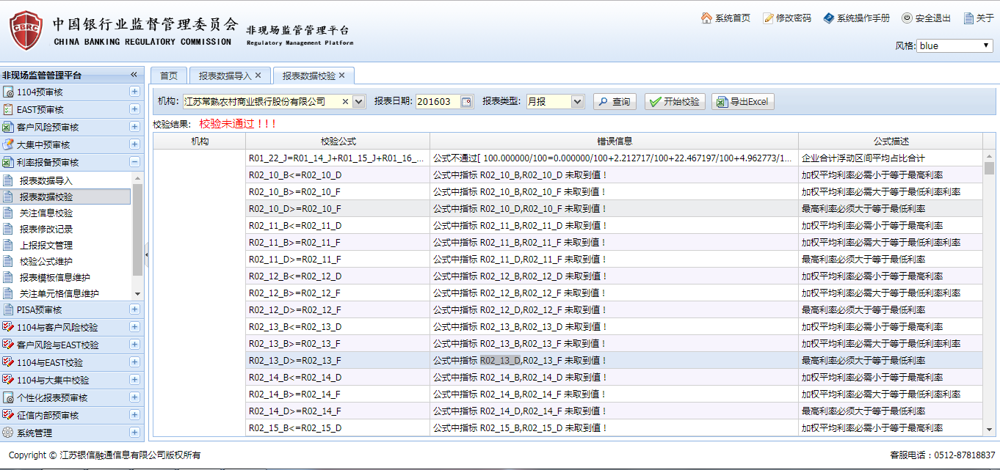 CBRC
中国银行业监督管理委员会
CHINA BANKING REGULATORY COMMISSION
非现场监管管理平台
Regulatory Management Platform
系统首页 修改密码 系统操作手册 安全退出 关于
风格: blue
非现场监管管理平台
1104预审核
EAST预审核
客户风险预审核
大集中预审核
利率报备预审核
报表数据导入
报表数据校验
关注信息校验
报表修改记录
上报报文管理
校验公式维护
报表模板信息维护
关注单元格信息维护
PISA预审核
1104与客户风险校验
客户风险与EAST校验
1104与EAST校验
1104与大集中校验
个性化报表预审核
征信内部预审核
系统管理
首页 报表数据导入 报表数据校验
机构: 江苏常熟农村商业银行股份有限公司 报表日期: 201603 报表类型: 月报 查询 开始校验 导出Excel
校验结果: 校验未通过！！！
机构 校验公式 错误信息 公式描述
R01_22_J=R01_14_J+R01_15_J+R01_16_... 公式不通过[ 100.000000/100=0.000000/100+2.212717/100+22.467197/100+4.962773/1... 企业合计浮动区间平均占比合计
R02_10_B<=R02_10_D 公式中指标 R02_10_B,R02_10_D 未取到值！ 加权平均利率必需小于等于最高利率
R02_10_B>=R02_10_F 公式中指标 R02_10_B,R02_10_F 未取到值！ 加权平均利率必需大于等于最低利率利率
R02_10_D>=R02_10_F 公式中指标 R02_10_D,R02_10_F 未取到值！ 最高利率必须大于等于最低利率
R02_11_B<=R02_11_D 公式中指标 R02_11_B,R02_11_D 未取到值！ 加权平均利率必需小于等于最高利率
R02_11_B>=R02_11_F 公式中指标 R02_11_B,R02_11_F 未取到值！ 加权平均利率必需大于等于最低利率利率
R02_11_D>=R02_11_F 公式中指标 R02_11_D,R02_11_F 未取到值！ 最高利率必须大于等于最低利率
R02_12_B<=R02_12_D 公式中指标 R02_12_B,R02_12_D 未取到值！ 加权平均利率必需小于等于最高利率
R02_12_B>=R02_12_F 公式中指标 R02_12_B,R02_12_F 未取到值！ 加权平均利率必需大于等于最低利率利率
R02_12_D>=R02_12_F 公式中指标 R02_12_D,R02_12_F 未取到值！ 最高利率必须大于等于最低利率
R02_13_B<=R02_13_D 公式中指标 R02_13_B,R02_13_D 未取到值！ 加权平均利率必需小于等于最高利率
R02_13_B>=R02_13_F 公式中指标 R02_13_B,R02_13_F 未取到值！ 加权平均利率必需大于等于最低利率利率
R02_13_D>=R02_13_F 公式中指标 R02_13_D,R02_13_F 未取到值！ 最高利率必须大于等于最低利率
R02_14_B<=R02_14_D 公式中指标 R02_14_B,R02_14_D 未取到值！ 加权平均利率必需小于等于最高利率
R02_14_B>=R02_14_F 公式中指标 R02_14_B,R02_14_F 未取到值！ 加权平均利率必需大于等于最低利率利率
R02_14_D>=R02_14_F 公式中指标 R02_14_D,R02_14_F 未取到值！ 最高利率必须大于等于最低利率
R02_15_B<=R02_15_D 公式中指标 R02_15_B,R02_15_D 未取到值！ 加权平均利率必需小于等于最高利率
Copyright © 江苏银信融通信息有限公司版权所有 客服电话：0512-87818837